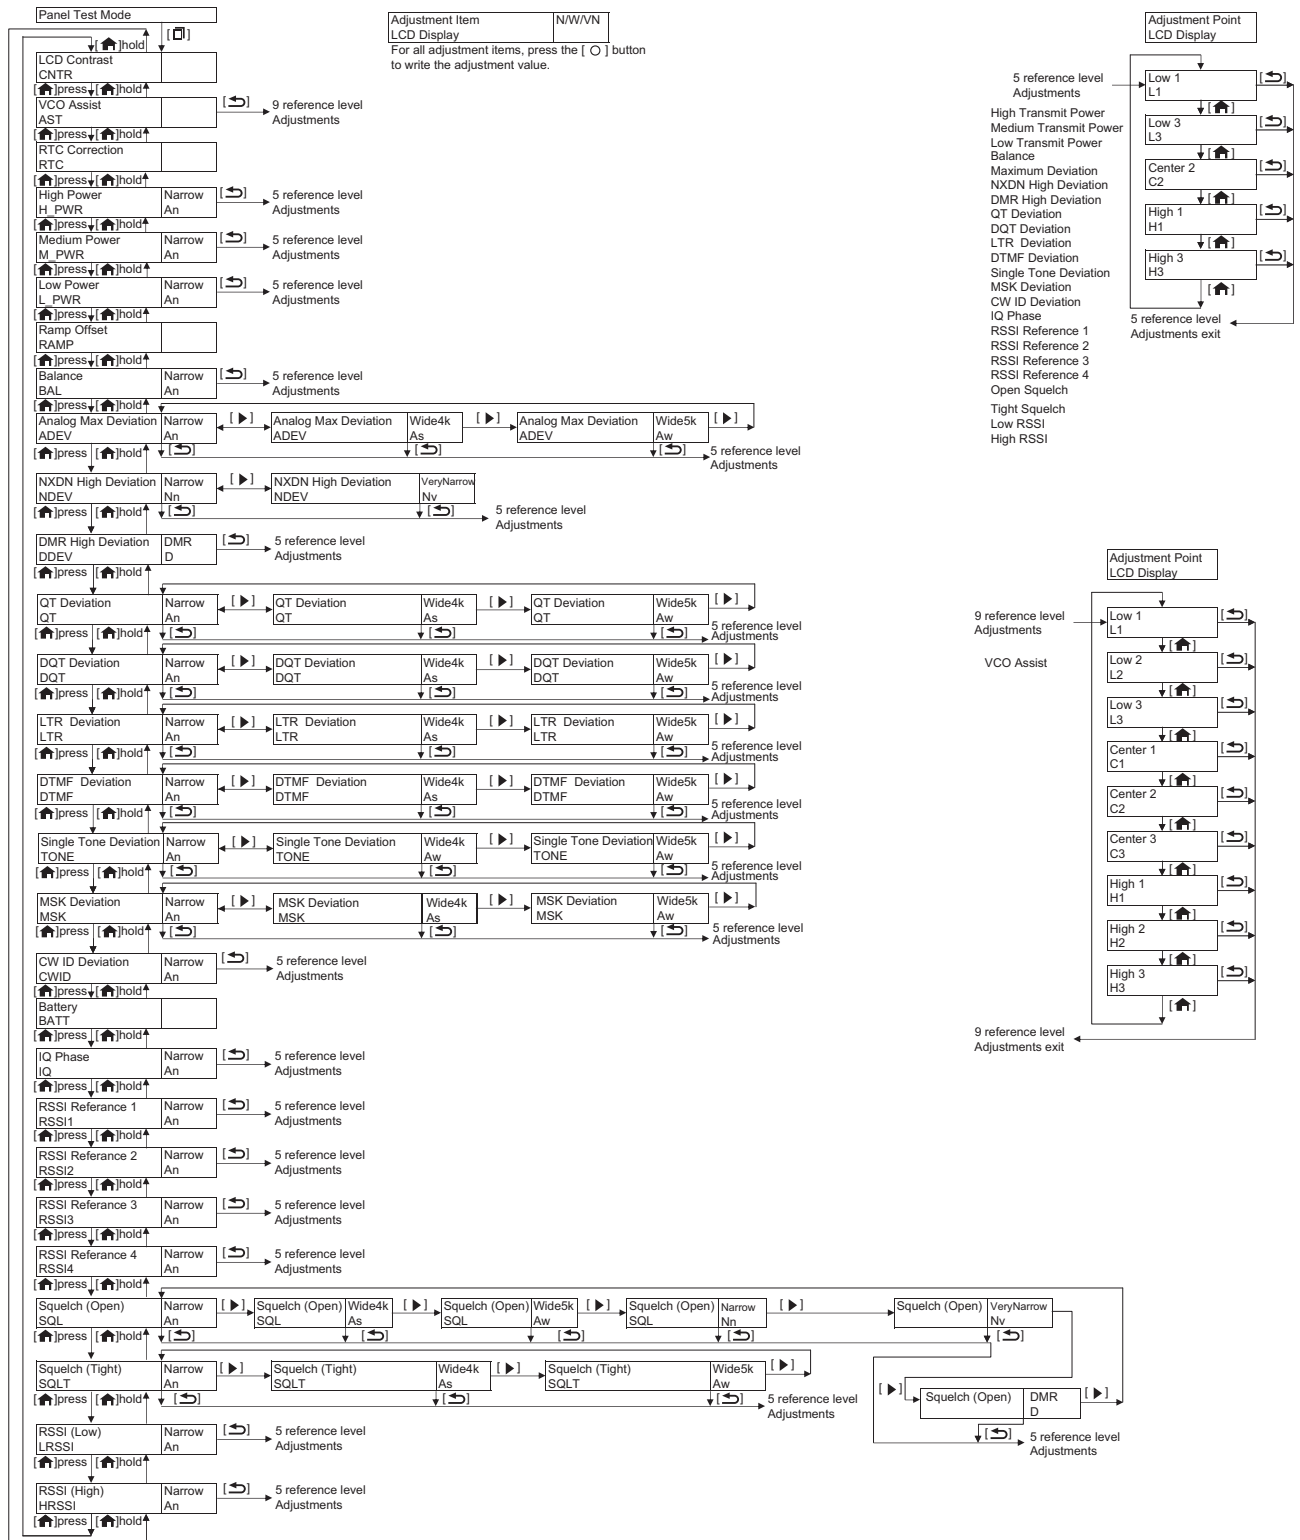 Panel Test Mode
[ ]
[ ]hold
LCD Contrast
CNTR
[ ]press [ ]hold
VCO Assist
AST
[ ] 9 reference level
Adjustments
[ ]press [ ]hold
RTC Correction
RTC
[ ]press [ ]hold
High Power Narrow
H_PWR An
[ ] 5 reference level
Adjustments
[ ]press [ ]hold
Medium Power Narrow
M_PWR An
[ ] 5 reference level
Adjustments
[ ]press [ ]hold
Low Power Narrow
L_PWR An
[ ] 5 reference level
Adjustments
[ ]press [ ]hold
Ramp Offset
RAMP
[ ]press [ ]hold
Balance Narrow
BAL An
[ ] 5 reference level
Adjustments
[ ]press [ ]hold
Analog Max Deviation Narrow [ ] Analog Max Deviation Wide4k [ ] Analog Max Deviation Wide5k [ ]
ADEV An ADEV As ADEV Aw
[ ]press [ ]hold [ ] [ ] [ ] 5 reference level
Adjustments
NXDN High Deviation Narrow [ ] NXDN High Deviation VeryNarrow
NDEV Nn NDEV Nv
[ ]press [ ]hold [ ] [ ] 5 reference level
Adjustments
DMR High Deviation DMR
DDEV D
[ ] 5 reference level
Adjustments
[ ]press [ ]hold
QT Deviation Narrow [ ] QT Deviation Wide4k [ ] QT Deviation Wide5k [ ]
QT An QT As QT Aw
[ ]press [ ]hold [ ] [ ] [ ] 5 reference level
Adjustments
DQT Deviation Narrow [ ] DQT Deviation Wide4k [ ] DQT Deviation Wide5k [ ]
DQT An DQT As DQT Aw
[ ]press [ ]hold [ ] [ ] [ ] 5 reference level
Adjustments
LTR Deviation Narrow [ ] LTR Deviation Wide4k [ ] LTR Deviation Wide5k [ ]
LTR An LTR As LTR Aw
[ ]press [ ]hold [ ] [ ] [ ] 5 reference level
Adjustments
DTMF Deviation Narrow [ ] DTMF Deviation Wide4k [ ] DTMF Deviation Wide5k [ ]
DTMF An DTMF As DTMF Aw
[ ]press [ ]hold [ ] [ ] [ ] 5 reference level
Adjustments
Single Tone Deviation Narrow [ ] Single Tone Deviation Wide4k [ ] Single Tone Deviation Wide5k [ ]
TONE An TONE Aw TONE Aw
[ ]press [ ]hold [ ] [ ] [ ] 5 reference level
Adjustments
MSK Deviation Narrow [ ] MSK Deviation Wide4k [ ] MSK Deviation Wide5k [ ]
MSK An MSK As MSK Aw
[ ]press [ ]hold [ ] [ ] [ ] 5 reference level
Adjustments
CW ID Deviation Narrow
CWID An
[ ] 5 reference level
Adjustments
[ ]press [ ]hold
Battery
BATT
[ ]press [ ]hold
IQ Phase Narrow
IQ An
[ ] 5 reference level
Adjustments
[ ]press [ ]hold
RSSI Referance 1 Narrow
RSSI1 An
[ ] 5 reference level
Adjustments
[ ]press [ ]hold
RSSI Referance 2 Narrow
RSSI2 An
[ ] 5 reference level
Adjustments
[ ]press [ ]hold
RSSI Referance 3 Narrow
RSSI3 An
[ ] 5 reference level
Adjustments
[ ]press [ ]hold
RSSI Referance 4 Narrow
RSSI4 An
[ ] 5 reference level
Adjustments
[ ]press [ ]hold
Squelch (Open) Narrow [ ] Squelch (Open) Wide4k [ ] Squelch (Open) Wide5k [ ] Squelch (Open) Narrow [ ] Squelch (Open) VeryNarrow
SQL An SQL As SQL Aw SQL Nn Nv
[ ]press [ ]hold [ ] [ ] [ ] [ ] [ ]
Squelch (Tight) Narrow [ ] Squelch (Tight) Wide4k [ ] Squelch (Tight) Wide5k [ ]
SQLT An SQLT As SQLT Aw
[ ]press [ ]hold [ ] [ ] [ ] 5 reference level
Adjustments
[ ] Squelch (Open) DMR [ ]
D
[ ] 5 reference level
Adjustments
RSSI (Low) Narrow
LRSSI An
[ ] 5 reference level
Adjustments
[ ]press [ ]hold
RSSI (High) Narrow
HRSSI An
[ ] 5 reference level
Adjustments
[ ]press [ ]hold
Adjustment Item N/W/VN
LCD Display
For all adjustment items, press the [ O ] button
to write the adjustment value.
Adjustment Point
LCD Display
5 reference level
Adjustments
High Transmit Power
Medium Transmit Power
Low Transmit Power
Balance
Maximum Deviation
NXDN High Deviation
DMR High Deviation
QT Deviation
DQT Deviation
LTR Deviation
DTMF Deviation
Single Tone Deviation
MSK Deviation
CW ID Deviation
IQ Phase
RSSI Reference 1
RSSI Reference 2
RSSI Reference 3
RSSI Reference 4
Open Squelch
Tight Squelch
Low RSSI
High RSSI
Low 1 [ ]
L1
[ ]
Low 3 [ ]
L3
[ ]
Center 2 [ ]
C2
[ ]
High 1 [ ]
H1
[ ]
High 3 [ ]
H3
[ ]
5 reference level
Adjustments exit
Adjustment Point
LCD Display
9 reference level
Adjustments
VCO Assist
Low 1 [ ]
L1
[ ]
Low 2 [ ]
L2
[ ]
Low 3 [ ]
L3
[ ]
Center 1 [ ]
C1
[ ]
Center 2 [ ]
C2
[ ]
Center 3 [ ]
C3
[ ]
High 1 [ ]
H1
[ ]
High 2 [ ]
H2
[ ]
High 3 [ ]
H3
[ ]
9 reference level
Adjustments exit